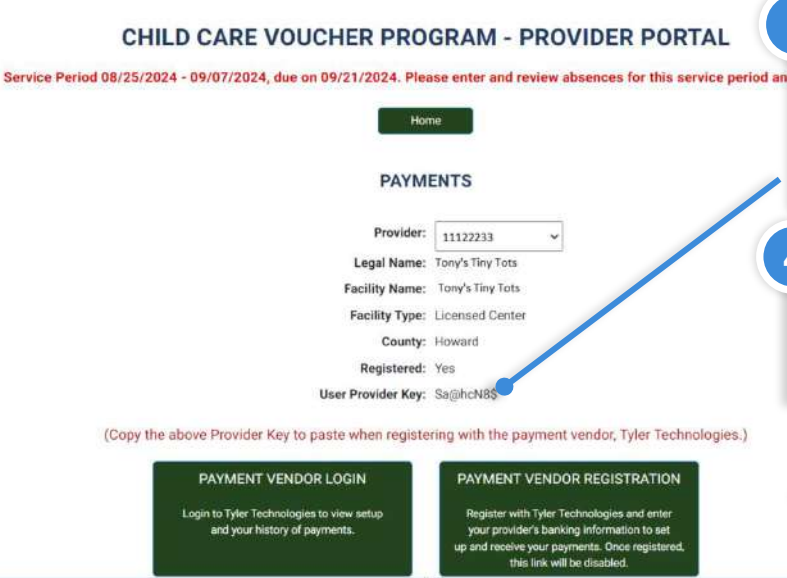 CHILD CARE VOUCHER PROGRAM - PROVIDER PORTAL
Service Period 08/25/2024 - 09/07/2024, due on 09/21/2024. Please enter and review absences for this service period an
Home
PAYMENTS
Provider: 11122233
Legal Name: Tony's Tiny Tots
Facility Name: Tony's Tiny Tots
Facility Type: Licensed Center
County: Howard
Registered: Yes
User Provider Key: Sa@hcN8$
(Copy the above Provider Key to paste when registering with the payment vendor, Tyler Technologies.)
PAYMENT VENDOR LOGIN
Login to Tyler Technologies to view setup
and your history of payments.
PAYMENT VENDOR REGISTRATION
Register with Tyler Technologies and enter
your provider's banking information to set
up and receive your payments. Once registered,
this link will be disabled.